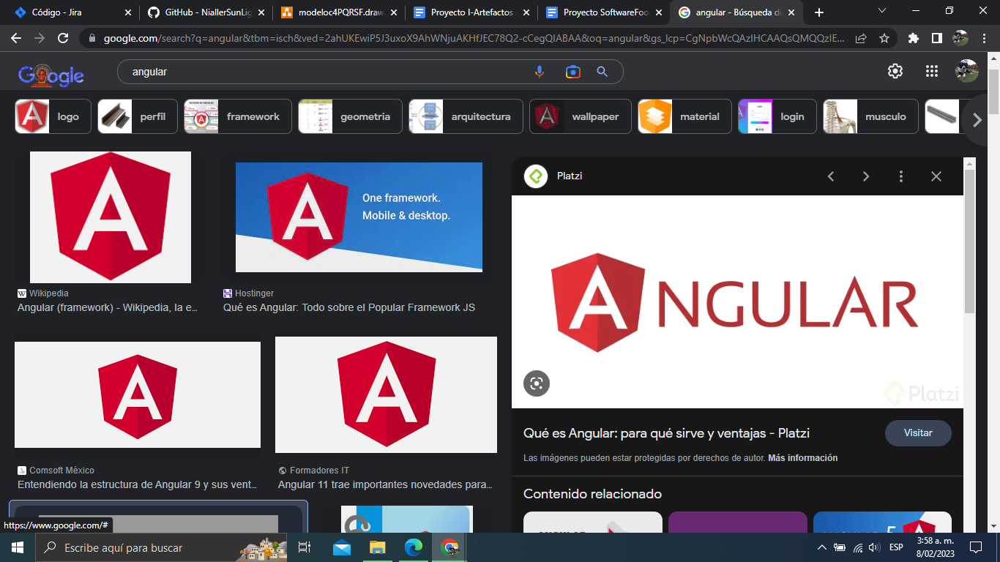 Código - Jira
GitHub - NiallerSunLig
modeloc4PQRSF.draw
Proyecto I-Artefactos -
Proyecto SoftwareFoo
angular - Búsqueda de
google.com/search?q=angular&tbm=isch&ved=2ahUKEwiP5J3uxoX9AhWNjuAKHfJEC78Q2-cCegQIABAA&oq=angular&gs_lcp=CgNpbWcQAzIHCAAQsQMQQzIE...
Google
angular
logo
perfil
framework
geometria
arquitectura
wallpaper
material
login
musculo
One framework.
Mobile & desktop.
Wikipedia
Angular (framework) - Wikipedia, la e...
Hostinger
Qué es Angular: Todo sobre el Popular Framework JS
Comsoft México
Entendiendo la estructura de Angular 9 y sus vent...
Formadores IT
Angular 11 trae importantes novedades para...
Platzi
ANGULAR
Platzi
Qué es Angular: para qué sirve y ventajas - Platzi
Visitar
Las imágenes pueden estar protegidas por derechos de autor. Más información
Contenido relacionado
https://www.google.com/#
Escribe aquí para buscar
ESP
3:58 a. m.
8/02/2023